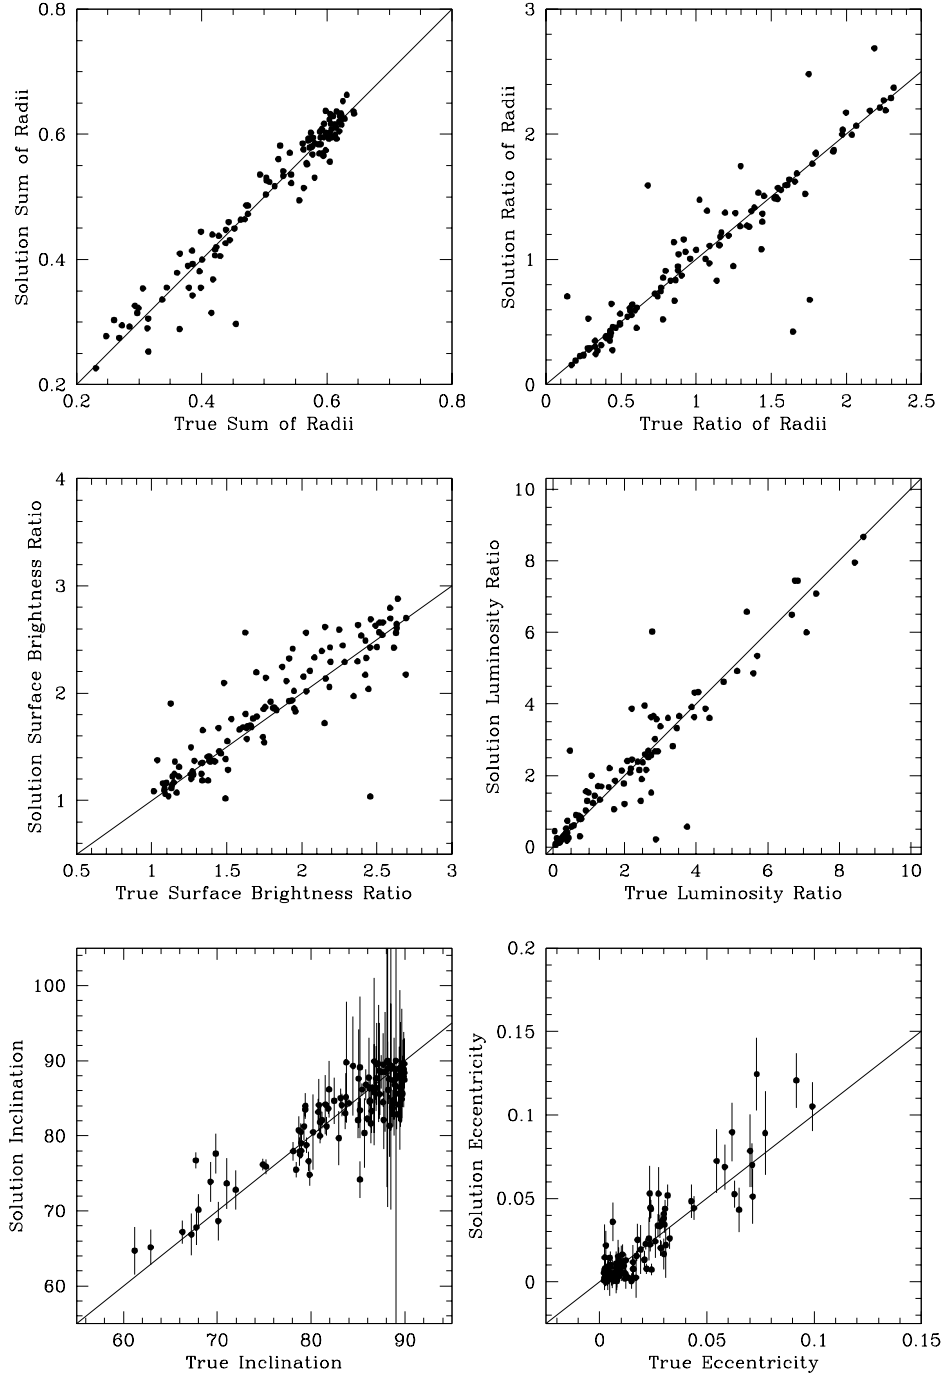 0.8
0.6
0.4
0.2
Solution Sum of Radii
0.2 0.4 0.6 0.8
True Sum of Radii
3
2
1
0
Solution Ratio of Radii
0 0.5 1 1.5 2 2.5
True Ratio of Radii
4
3
2
1
Solution Surface Brightness Ratio
0.5 1 1.5 2 2.5 3
True Surface Brightness Ratio
10
8
6
4
2
0
Solution Luminosity Ratio
0 2 4 6 8 10
True Luminosity Ratio
100
90
80
70
60
Solution Inclination
60 70 80 90
True Inclination
0.2
0.15
0.1
0.05
0
Solution Eccentricity
0 0.05 0.1 0.15
True Eccentricity